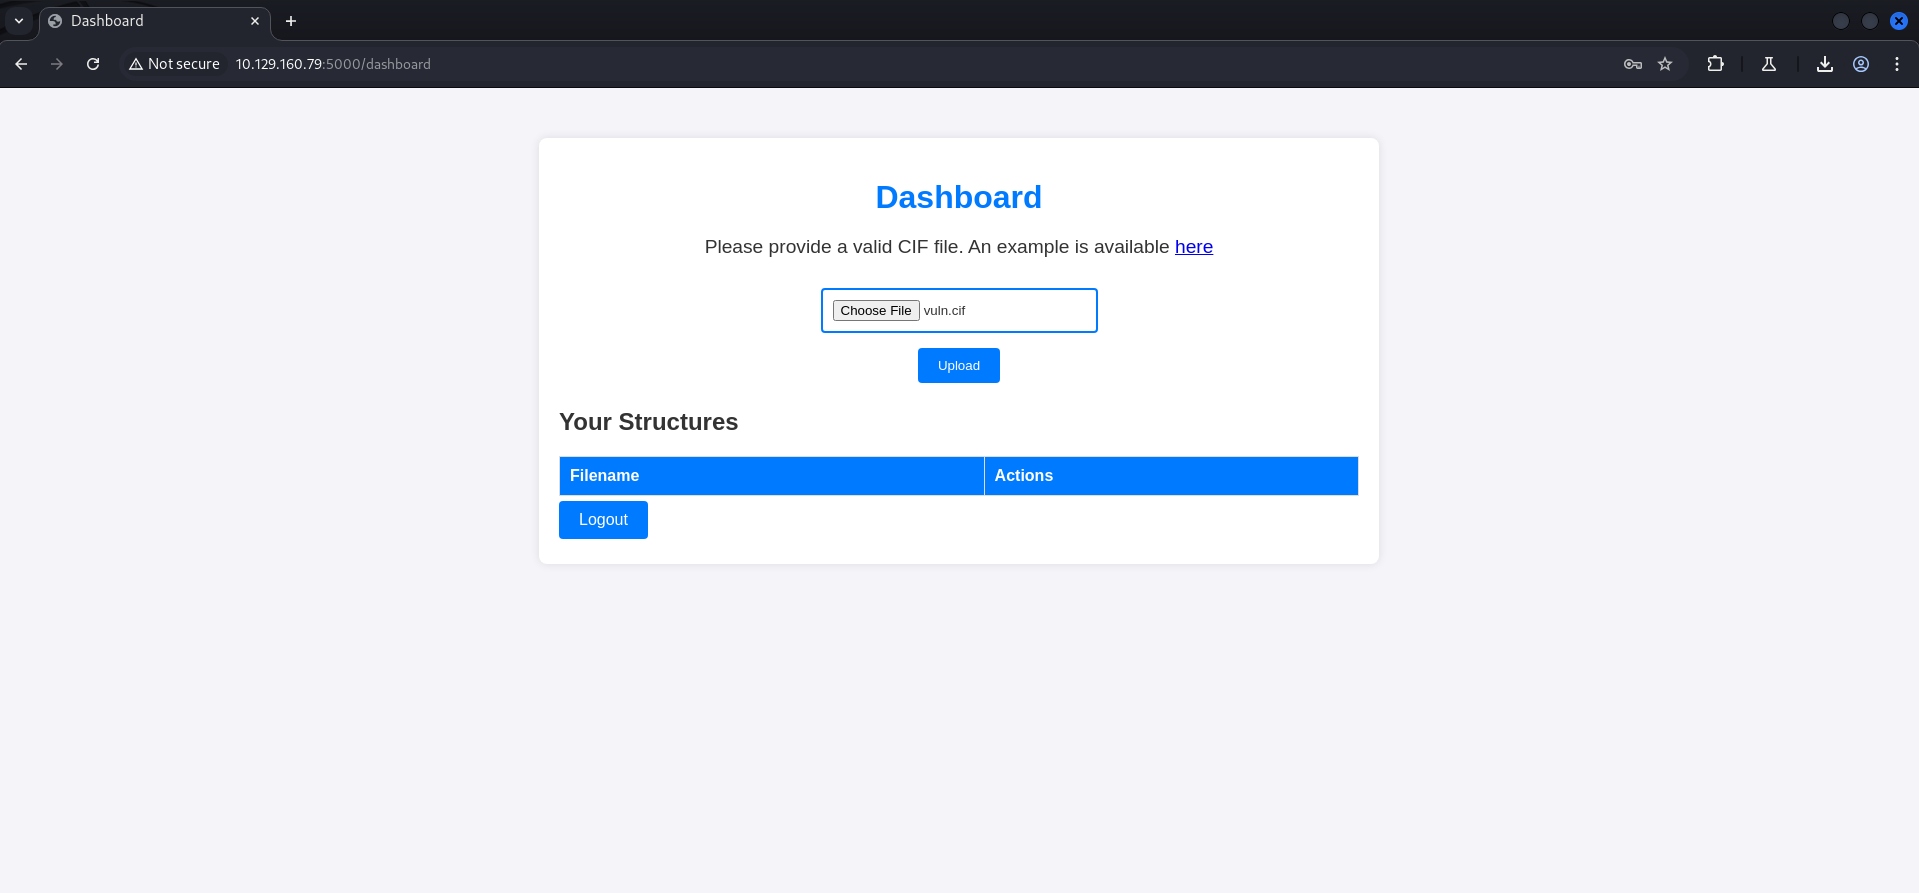 Dashboard
Not secure 10.129.160.79:5000/dashboard
Dashboard
Please provide a valid CIF file. An example is available here
Choose File vuln.cif
Upload
Your Structures
Filename Actions
Logout